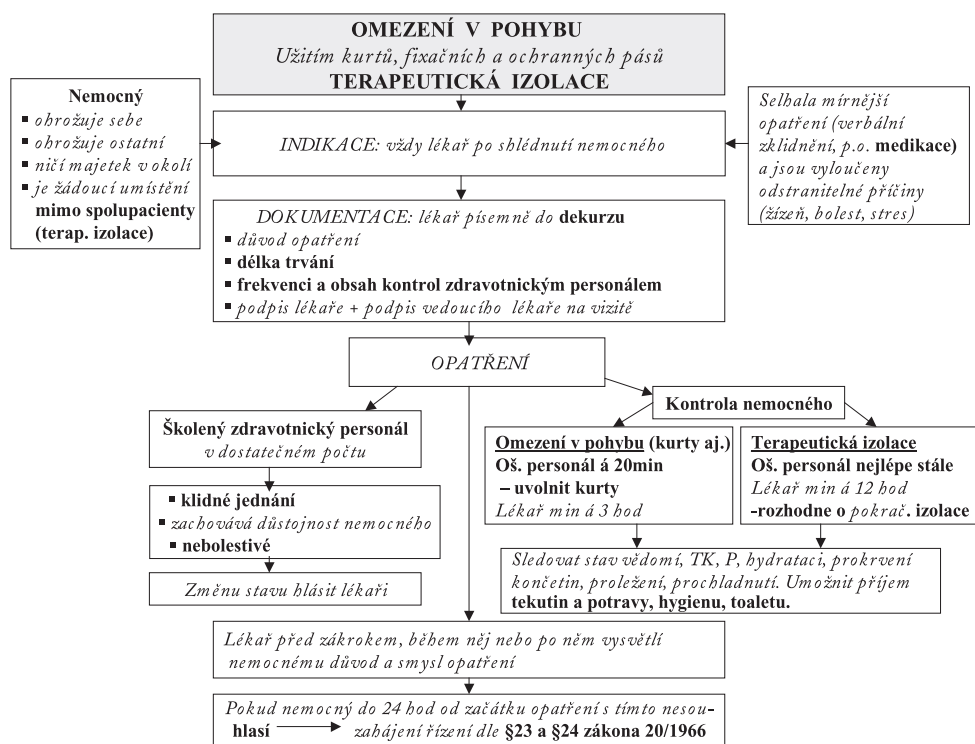 OMEZENÍ V POHYBU
Užitím kurtů, fixačních a ochranných pásů
TERAPEUTICKÁ IZOLACE
Nemocný
▪ ohrožuje sebe
▪ ohrožuje ostatní
▪ ničí majetek v okolí
▪ je žádoucí umístění
mimo spolupacienty
(terap. izolace)
INDIKACE: vždy lékař po shlédnutí nemocného
Selhala mírnější
opatření (verbální
zklidnění, p.o. medikace)
a jsou vyloučeny
odstranitelné příčiny
(žízeň, bolest, stres)
DOKUMENTACE: lékař písemně do dekurzu
▪ důvod opatření
▪ délka trvání
▪ frekvenci a obsah kontrol zdravotnickým personálem
▪ podpis lékaře + podpis vedoucího lékaře na vizitě
OPATŘENÍ
Školený zdravotnický personál
v dostatečném počtu
▪ klidné jednání
▪ zachovává důstojnost nemocného
▪ nebolestivé
Změnu stavu hlásit lékaři
Kontrola nemocného
Omezení v pohybu (kurty aj.)
Oš. personál á 20min
– uvolnit kurty
Lékař min á 3 hod
Terapeutická izolace
Oš. personál nejlépe stále
Lékař min á 12 hod
-rozhodne o pokrač. izolace
Sledovat stav vědomí, TK, P, hydrataci, prokrvení
končetin, proležení, prochladnutí. Umožnit příjem
tekutin a potravy, hygienu, toaletu.
Lékař před zákrokem, během něj nebo po něm vysvětlí
nemocnému důvod a smysl opatření
Pokud nemocný do 24 hod od začátku opatření s tímto nesou-
hlasí zahájení řízení dle §23 a §24 zákona 20/1966